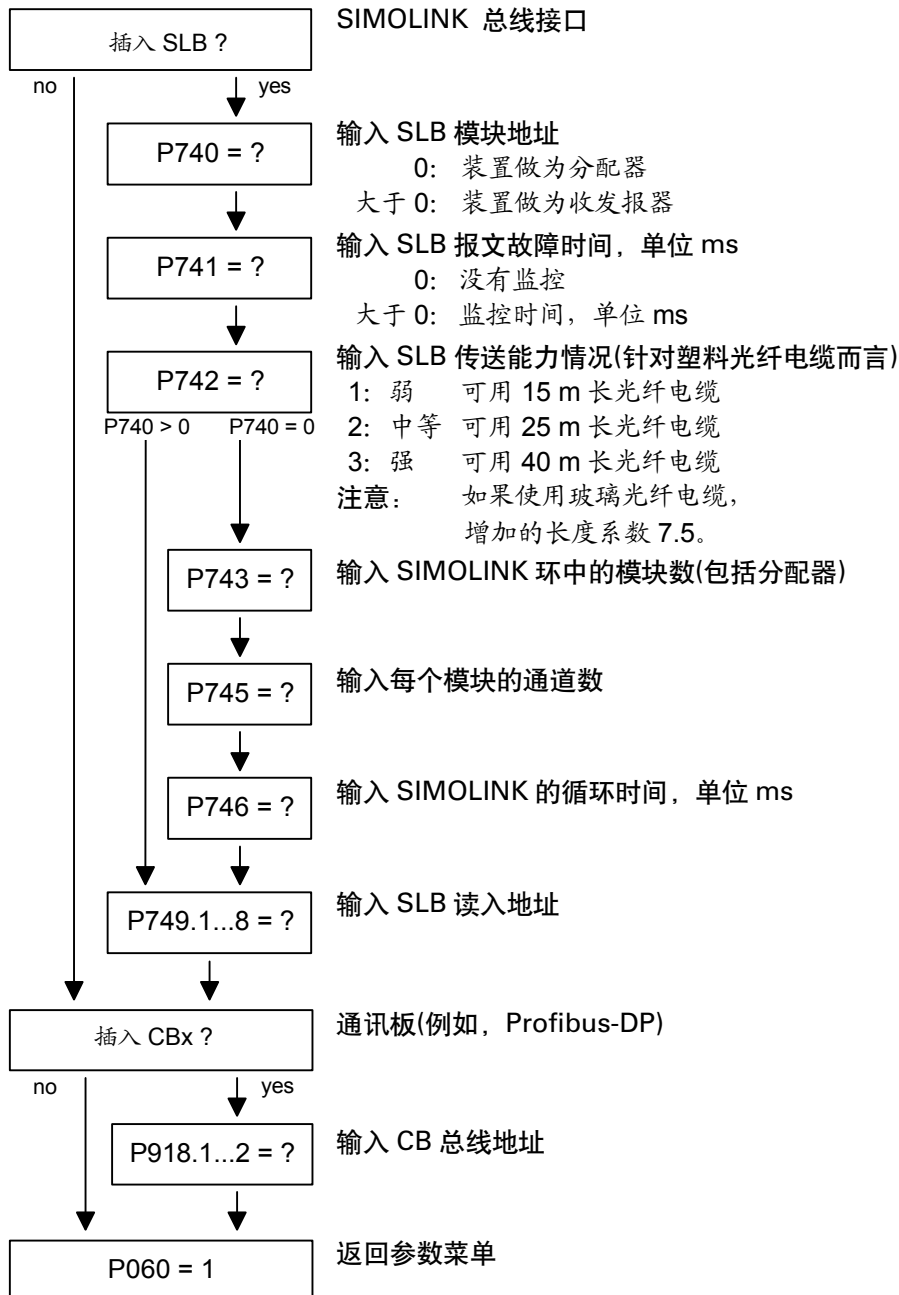 SIMOLINK 总线接口
插入 SLB ?
no
yes
P740 = ?
输入 SLB 模块地址
0: 装置做为分配器
大于 0: 装置做为收发报器
P741 = ?
输入 SLB 报文故障时间，单位 ms
0: 没有监控
大于 0: 监控时间，单位 ms
P742 = ?
输入 SLB 传送能力情况(针对塑料光纤电缆而言)
1: 弱 可用 15 m 长光纤电缆
P740 > 0 P740 = 0
2: 中等 可用 25 m 长光纤电缆
3: 强 可用 40 m 长光纤电缆
注意: 如果使用玻璃光纤电缆，
增加的长度系数 7.5。
P743 = ?
输入 SIMOLINK 环中的模块数(包括分配器)
P745 = ?
输入每个模块的通道数
P746 = ?
输入 SIMOLINK 的循环时间，单位 ms
P749.1...8 = ?
输入 SLB 读入地址
插入 CBx ?
通讯板(例如，Profibus-DP)
no
yes
P918.1...2 = ?
输入 CB 总线地址
P060 = 1
返回参数菜单